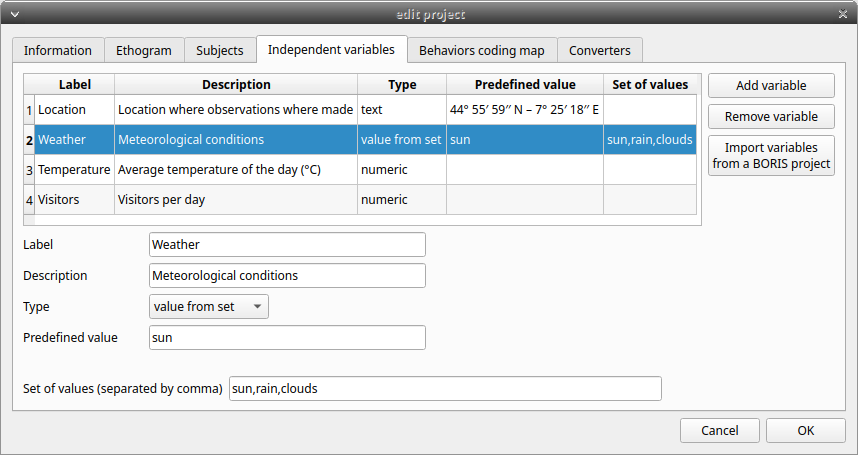 edit project
Information Ethogram Subjects Independent variables Behaviors coding map Converters
Label Description Type Predefined value Set of values
1 Location Location where observations where made text 44° 55′ 59′′ N – 7° 25′ 18′′ E
2 Weather Meteorological conditions value from set sun sun,rain,clouds
3 Temperature Average temperature of the day (°C) numeric
4 Visitors Visitors per day numeric
Add variable
Remove variable
Import variables
from a BORIS project
Label Weather
Description Meteorological conditions
Type value from set
Predefined value sun
Set of values (separated by comma) sun,rain,clouds
Cancel OK